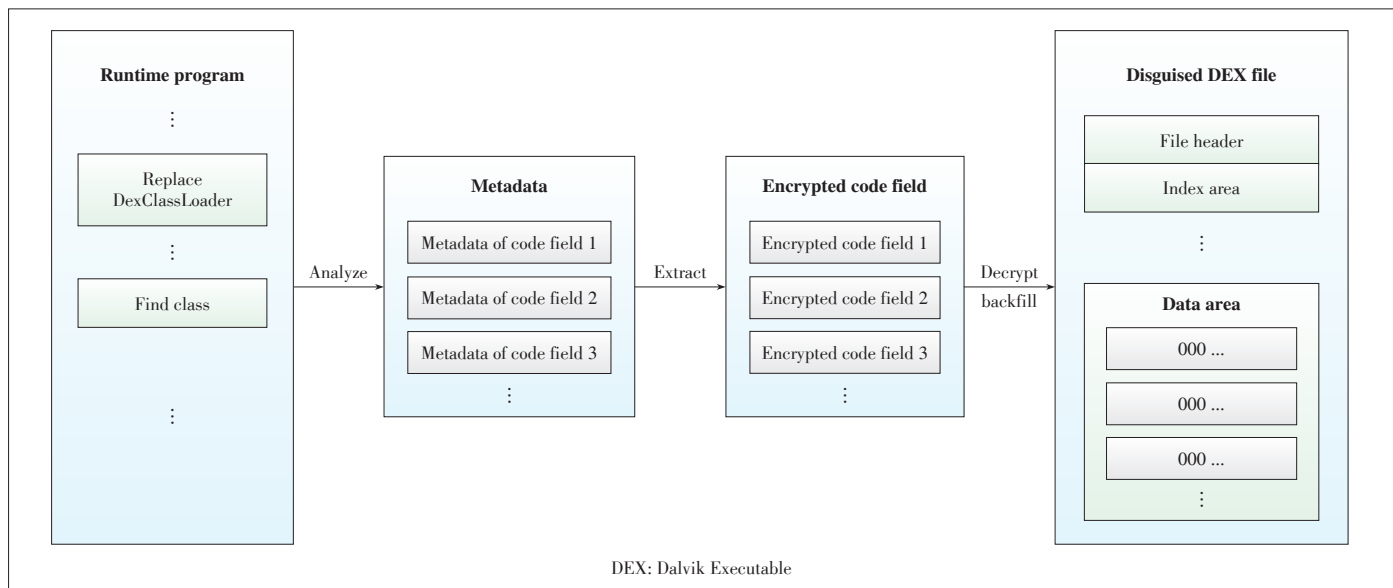 Runtime program
⋮
Replace
DexClassLoader
⋮
Find class
⋮
Analyze
Metadata
Metadata of code field 1
Metadata of code field 2
Metadata of code field 3
⋮
Extract
Encrypted code field
Encrypted code field 1
Encrypted code field 2
Encrypted code field 3
⋮
Decrypt
backfill
Disguised DEX file
File header
Index area
⋮
Data area
000 ...
000 ...
000 ...
⋮
DEX: Dalvik Executable